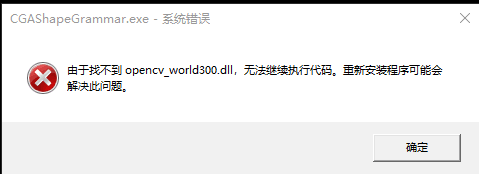 CGAShapeGrammar.exe - 系统错误
由于找不到 opencv_world300.dll，无法继续执行代码。重新安装程序可能会
解决此问题。
确定